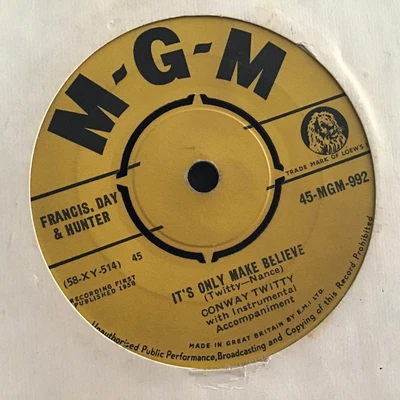 M-G-M
TRADE MARK OF LOEW'S
45-MGM-992
FRANCIS, DAY
& HUNTER
(58-XY-514) 45
RECORDING FIRST
PUBLISHED 1958
IT'S ONLY MAKE BELIEVE
(Twitty—Nance)
CONWAY TWITTY
with Instrumental
Accompaniment
MADE IN GREAT BRITAIN BY E.M.I. LTD.
Unauthorised Public Performance, Broadcasting and Copying of this Record Prohibited